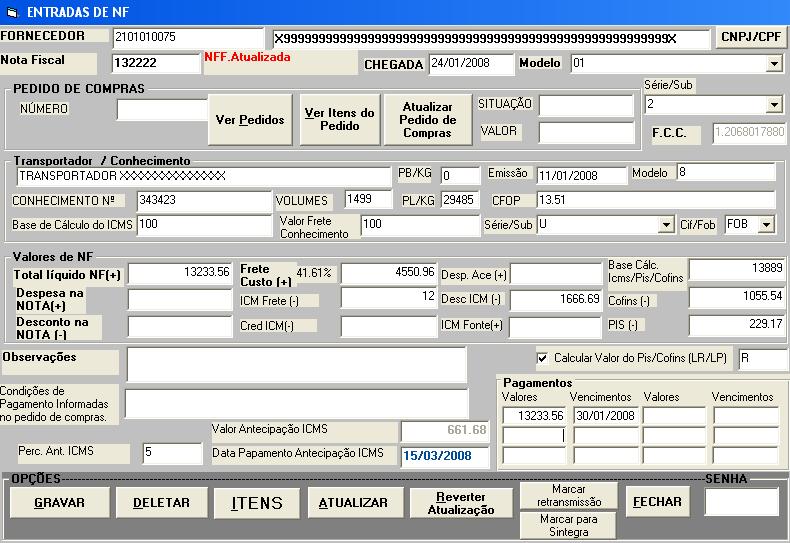 ENTRADAS DE NF
FORNECEDOR 2101010075 X9999999999999999999999999999999999999999999999999X CNPJ/CPF
Nota Fiscal 132222 NFF.Atualizada CHEGADA 24/01/2008 Modelo 01
PEDIDO DE COMPRAS
NÚMERO Ver Pedidos
Ver Itens do
Pedido
Atualizar
Pedido de
Compras
SITUAÇÃO
VALOR
Série/Sub
2
F.C.C. 1.2068017880
Transportador / Conhecimento
TRANSPORTADOR XXXXXXXXXXXXXX PB/KG 0 Emissão 11/01/2008 Modelo 8
CONHECIMENTO Nº 343423 VOLUMES 1499 PL/KG 29485 CFOP 13.51
Base de Cálculo do ICMS 100 Valor Frete
Conhecimento 100 Série/Sub U Cif/Fob FOB
Valores de NF
Total líquido NF(+) 13233.56 Frete
Custo (+) 41.61% 4550.96 Desp. Ace (+) Base Cálc.
Icms/Pis/Cofins 13889
Despesa na
NOTA(+) ICM Frete (-) 12 Desc ICM (-) 1666.69 Cofins (-) 1055.54
Desconto na
NOTA (-) Cred ICM(-) ICM Fonte(+) PIS (-) 229.17
Observações
Calcular Valor do Pis/Cofins (LR/LP) R
Condições de
Pagamento Informadas
no pedido de compras.
Pagamentos
Valores Vencimentos Valores Vencimentos
13233.56 30/01/2008
Valor Antecipação ICMS 661.68
Perc. Ant. ICMS 5 Data Papamento Antecipação ICMS 15/03/2008
OPÇÕES SENHA
GRAVAR DELETAR ITENS ATUALIZAR
Reverter
Atualização
Marcar
retransmissão
Marcar para
Sintegra
FECHAR